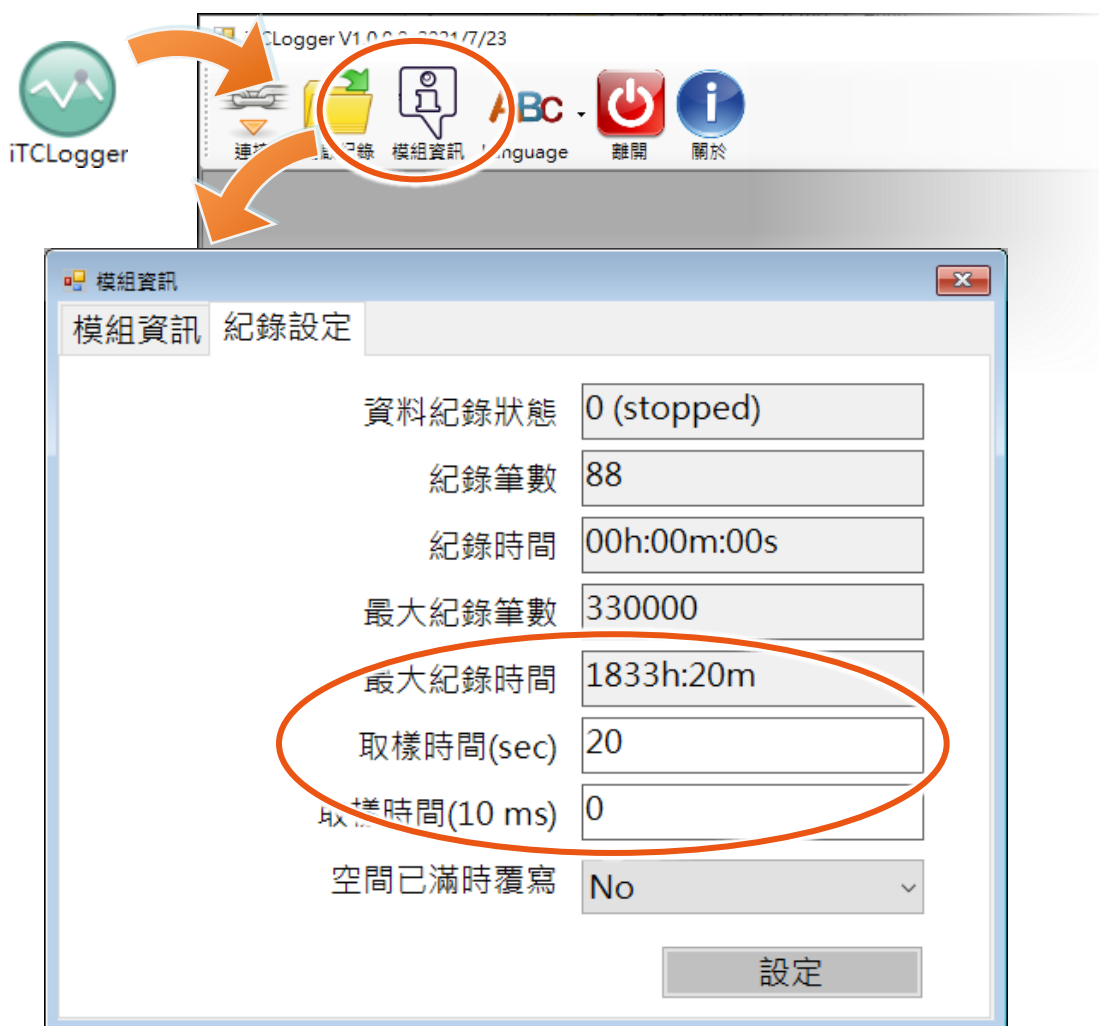 iTCLogger
CLogger V1.0.0.0 2021/7/23
模組資訊
離開
關於
模組資訊
模組資訊
紀錄設定
資料紀錄狀態 0 (stopped)
紀錄筆數 88
紀錄時間 00h:00m:00s
最大紀錄筆數 330000
最大紀錄時間 1833h:20m
取樣時間(sec) 20
取樣時間(10 ms) 0
空間已滿時覆寫 No
設定